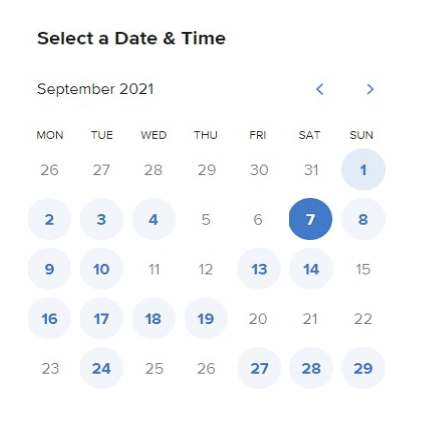 Select a Date & Time
September 2021
MON TUE WED THU FRI SAT SUN
26 27 28 29 30 31 1
2 3 4 5 6 7 8
9 10 11 12 13 14 15
16 17 18 19 20 21 22
23 24 25 26 27 28 29